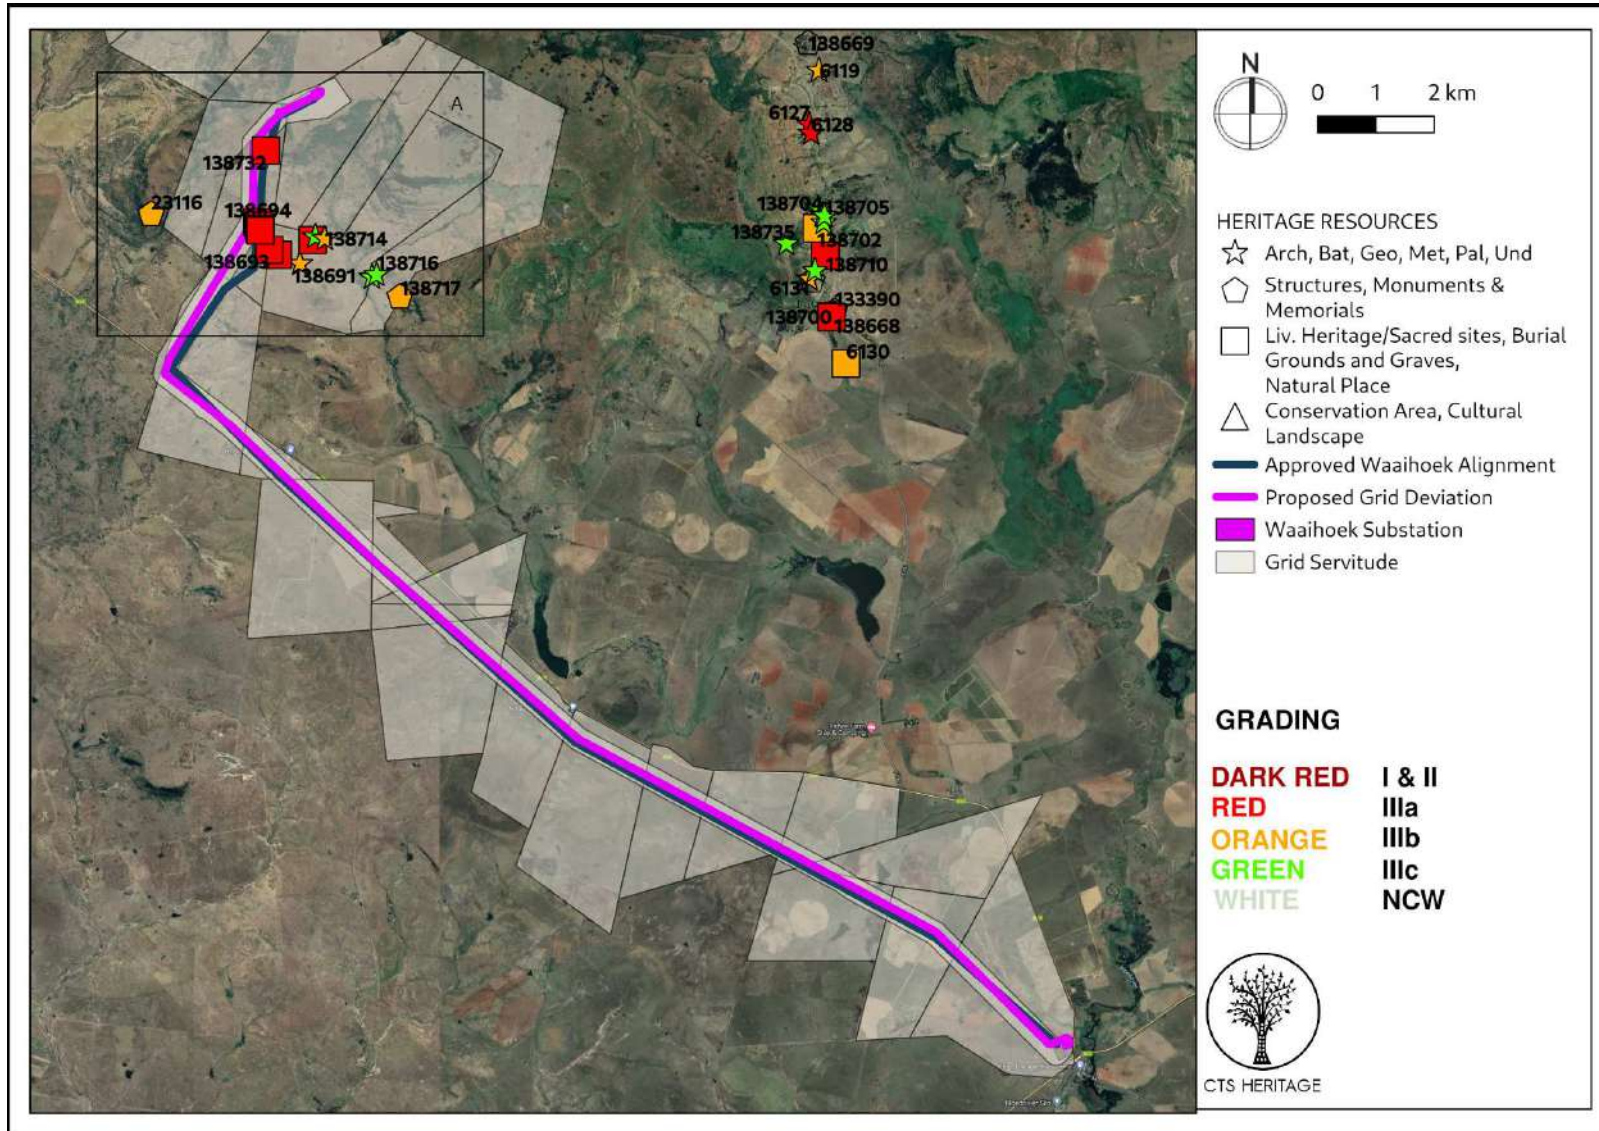 138669
6119
6127
6128
A
138732
23116
138694
138704
138705
138735
138702
138714
138693
138691
138716
138710
138717
6131
133390
138700
138668
6130
N
0 1 2 km
HERITAGE RESOURCES
Arch, Bat, Geo, Met, Pal, Und
Structures, Monuments &
Memorials
Liv. Heritage/Sacred sites, Burial
Grounds and Graves,
Natural Place
Conservation Area, Cultural
Landscape
Approved Waaihoek Alignment
Proposed Grid Deviation
Waaihoek Substation
Grid Servitude
GRADING
DARK RED I & II
RED IIIa
ORANGE IIIb
GREEN IIIc
WHITE NCW
CTS HERITAGE